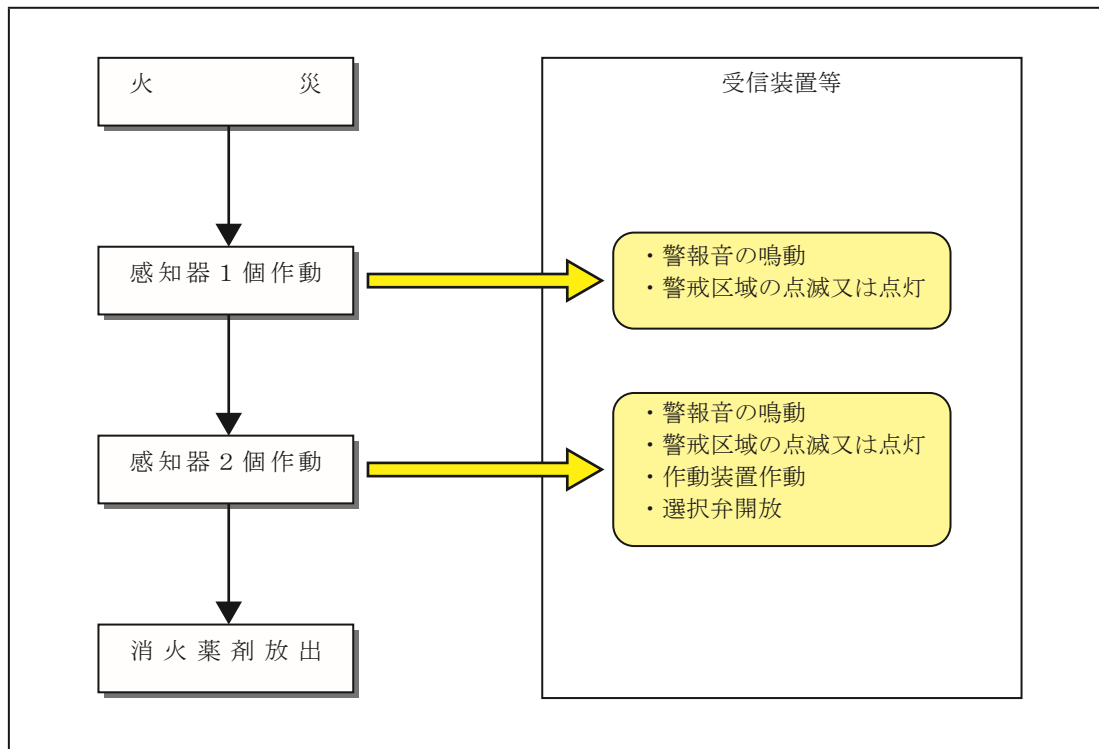 火災
受信装置等
感知器１個作動
・警報音の鳴動
・警戒区域の点滅又は点灯
感知器２個作動
・警報音の鳴動
・警戒区域の点滅又は点灯
・作動装置作動
・選択弁開放
消火薬剤放出